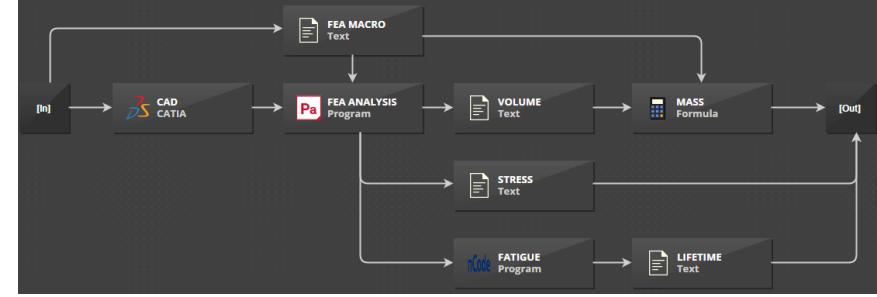 FEA MACRO
Text
[In]
CAD
CATIA
Pa
FEA ANALYSIS
Program
VOLUME
Text
MASS
Formula
[Out]
STRESS
Text
nCode
FATIGUE
Program
LIFETIME
Text